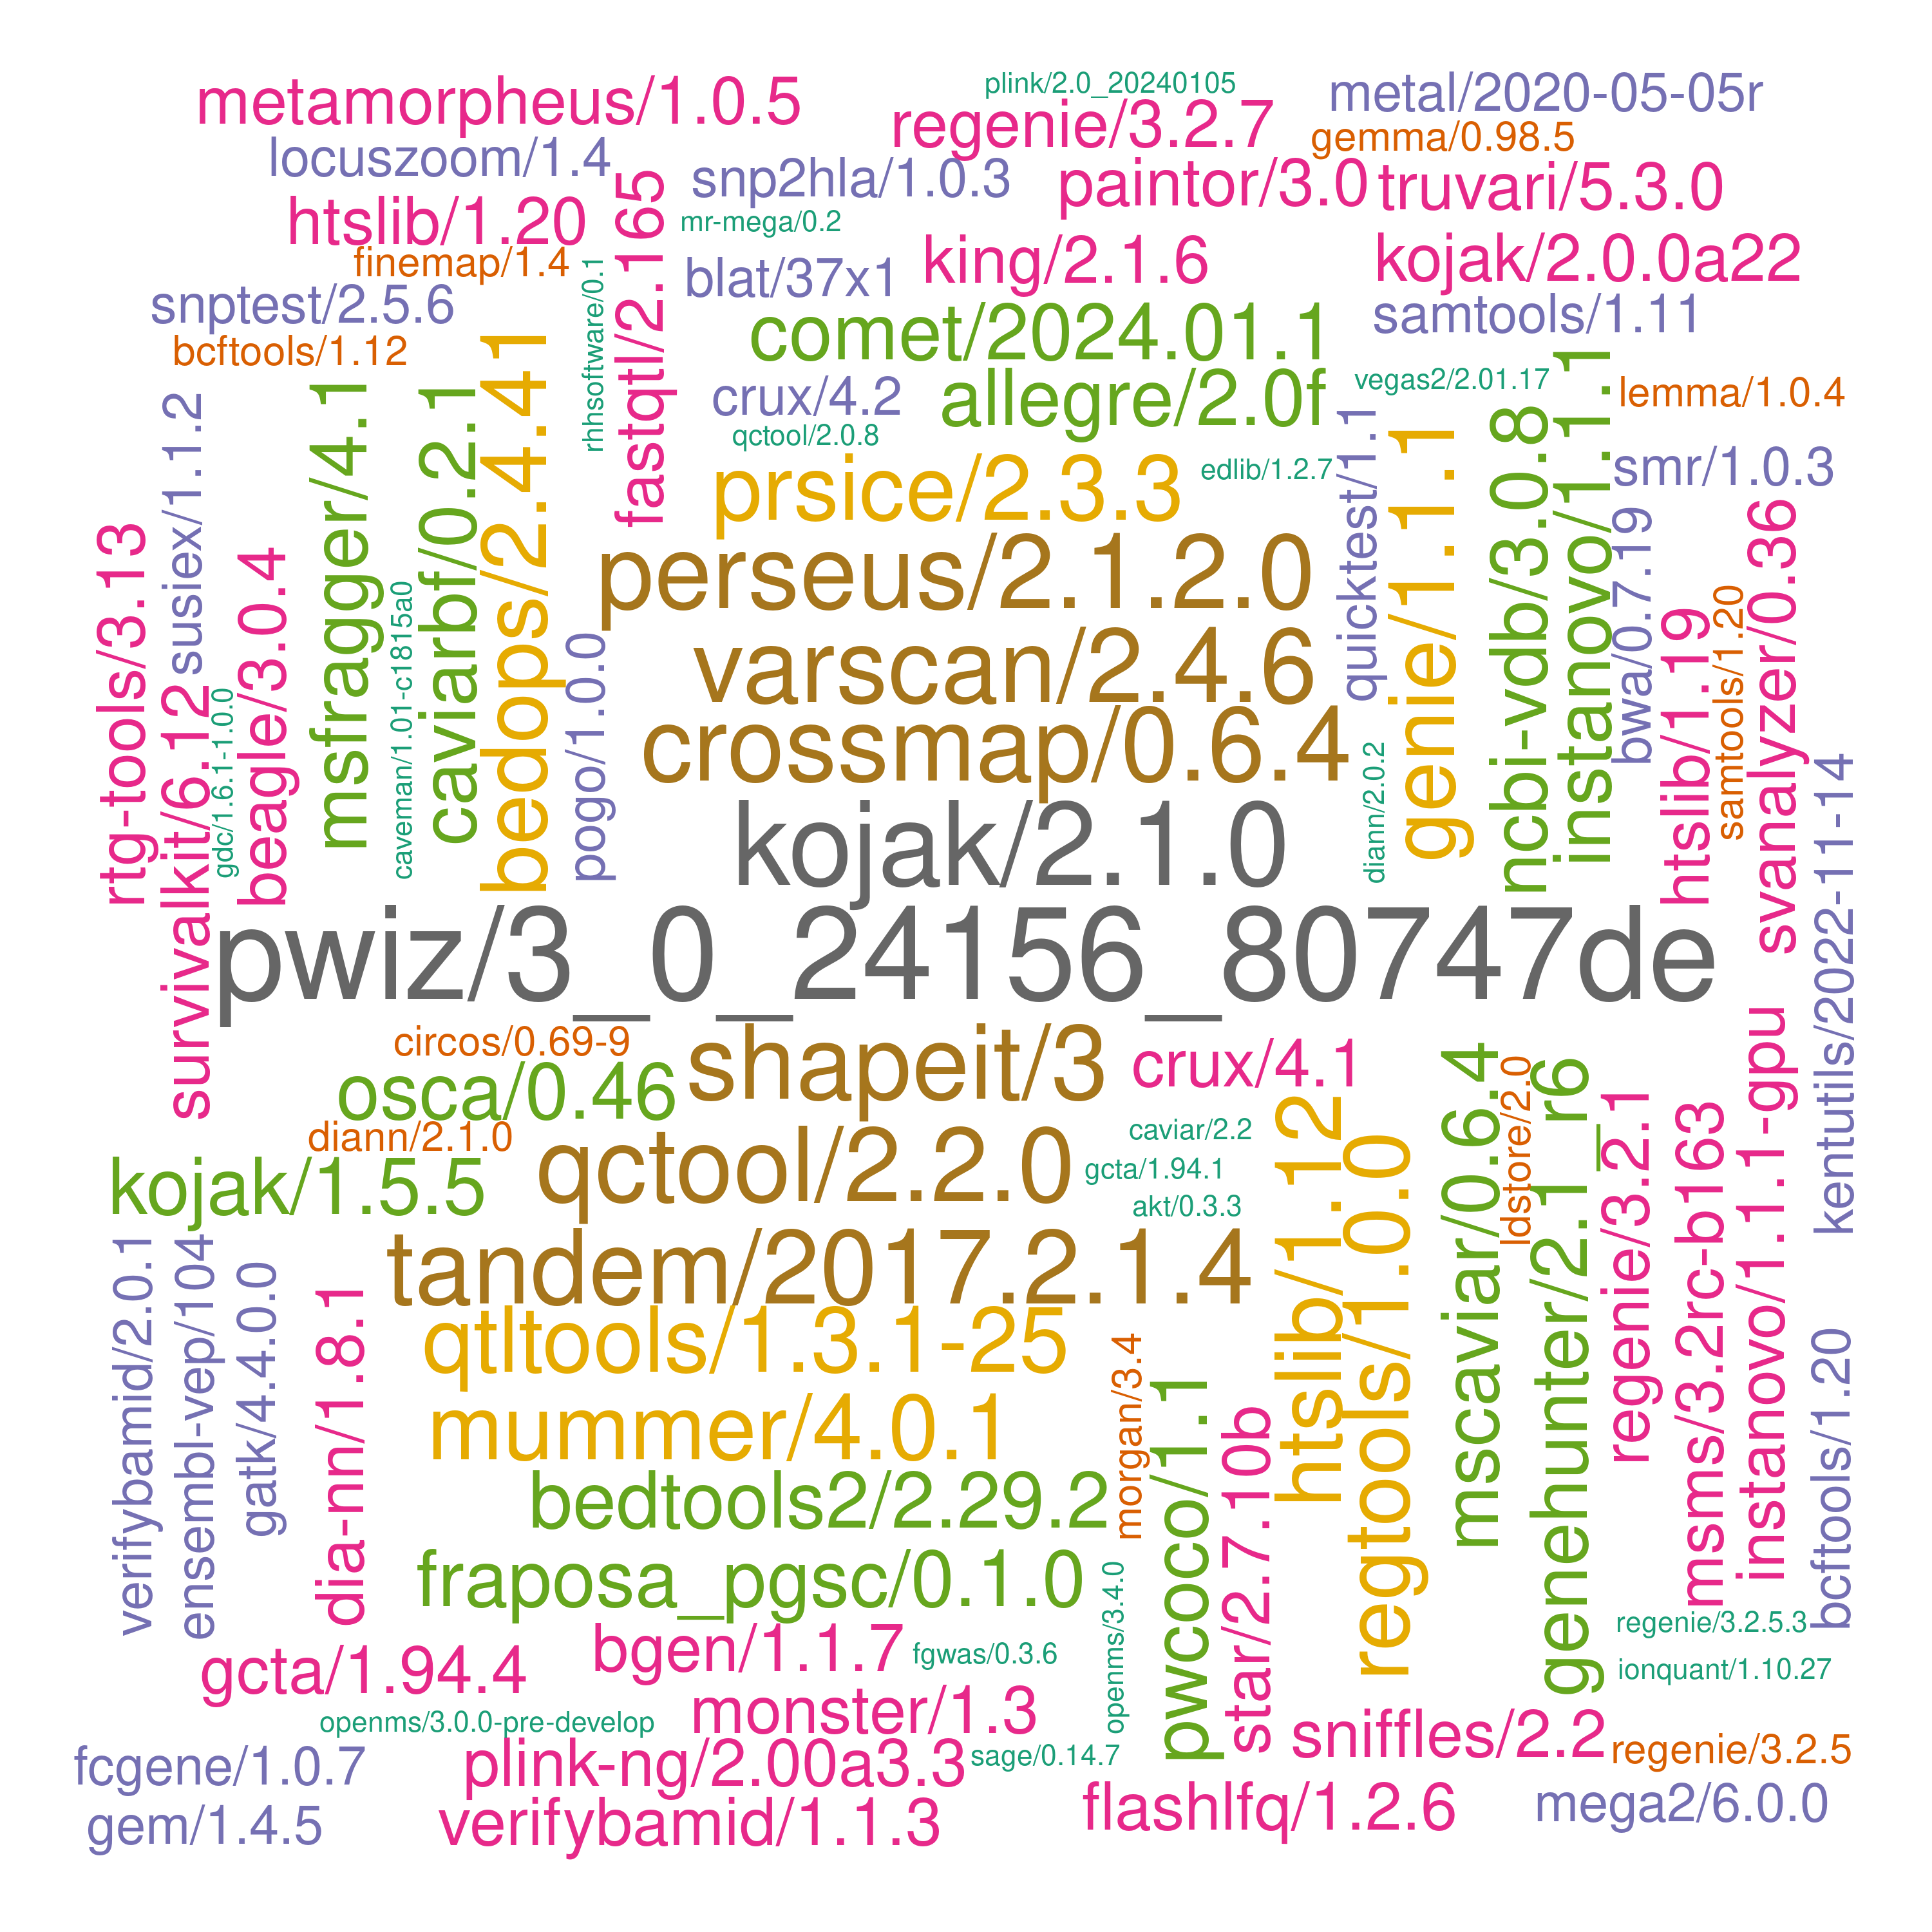 plink/2.0_20240105
metamorpheus/1.0.5
regenie/3.2.7
metal/2020-05-05r
gemma/0.98.5
locuszoom/1.4
snp2hla/1.0.3
paintor/3.0
truvari/5.3.0
htslib/1.20
mr-mega/0.2
fastqtl/2.165
finemap/1.4
rhhsoftware/0.1
blat/37x1
king/2.1.6
kojak/2.0.0a22
snptest/2.5.6
comet/2024.01.1
samtools/1.11
bcftools/1.12
crux/4.2
allegre/2.0f
vegas2/2.01.17
lemma/1.0.4
qctool/2.0.8
susiex/1.1.2
msfragger/4.1
caviarbf/0.2.1
bedops/2.4.41
prsice/2.3.3
edlib/1.2.7
quicktest/1.1
genie/1.1.1
ncbi-vdb/3.0.8
instanovo/1.1.1
smr/1.0.3
bwa/0.7.19
svanalyzer/0.36
rtg-tools/3.13
beagle/3.0.4
caveman/1.01-c1815a0
perseus/2.1.2.0
pogo/1.0.0
varscan/2.4.6
htslib/1.19
samtools/1.20
survivalkit/6.12
gdc/1.6.1-1.0.0
crossmap/0.6.4
diann/2.0.2
kentutils/2022-11-14
kojak/2.1.0
pwiz/3_0_24156_80747de
circos/0.69-9
shapeit/3
crux/4.1
osca/0.46
diann/2.1.0
caviar/2.2
kojak/1.5.5
qctool/2.2.0
gcta/1.94.1
akt/0.3.3
htslib/1.12
regtools/1.0.0
mscaviar/0.6.4
ldstore/2.0
genehunter/2.1_r6
regenie/3.2.1
msms/3.2rc-b163
instanovo/1.1.1-gpu
tandem/2017.2.1.4
verifybamid/2.0.1
ensembl-vep/104
gatk/4.4.0.0
dia-nn/1.8.1
qtltools/1.3.1-25
morgan/3.4
bcftools/1.20
mummer/4.0.1
pwcoco/1.1
star/2.7.10b
bedtools2/2.29.2
fraposa_pgsc/0.1.0
openms/3.4.0
regenie/3.2.5.3
bgen/1.1.7
fgwas/0.3.6
gcta/1.94.4
ionquant/1.10.27
openms/3.0.0-pre-develop
monster/1.3
sniffles/2.2
regenie/3.2.5
fcgene/1.0.7
plink-ng/2.00a3.3
sage/0.14.7
gem/1.4.5
verifybamid/1.1.3
flashlfq/1.2.6
mega2/6.0.0